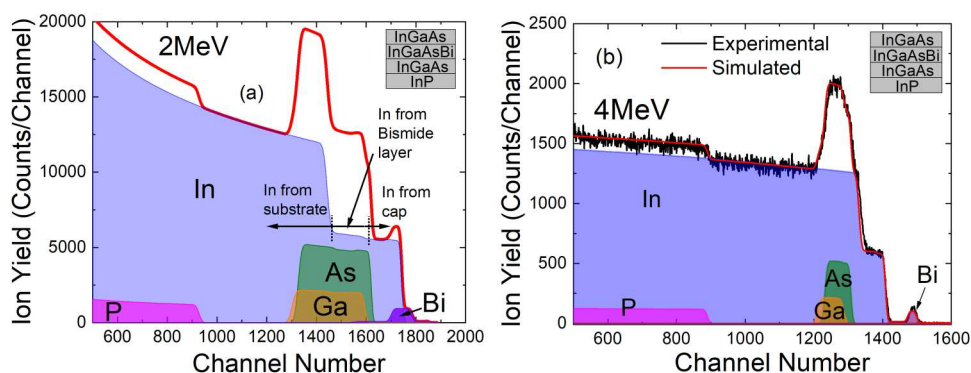 20000
15000
10000
5000
0
Ion Yield (Counts/Channel)
2MeV
(a)
InGaAs
InGaAsBi
InGaAs
InP
In from
Bismide
layer
In from
substrate
In from
cap
In
As
Ga
P
Bi
600 800 1000 1200 1400 1600 1800 2000
Channel Number
2500
2000
1500
1000
500
0
Ion Yield (Counts/Channel)
(b)
Experimental
Simulated
InGaAs
InGaAsBi
InGaAs
InP
4MeV
In
As
Ga
P
Bi
600 800 1000 1200 1400 1600
Channel Number